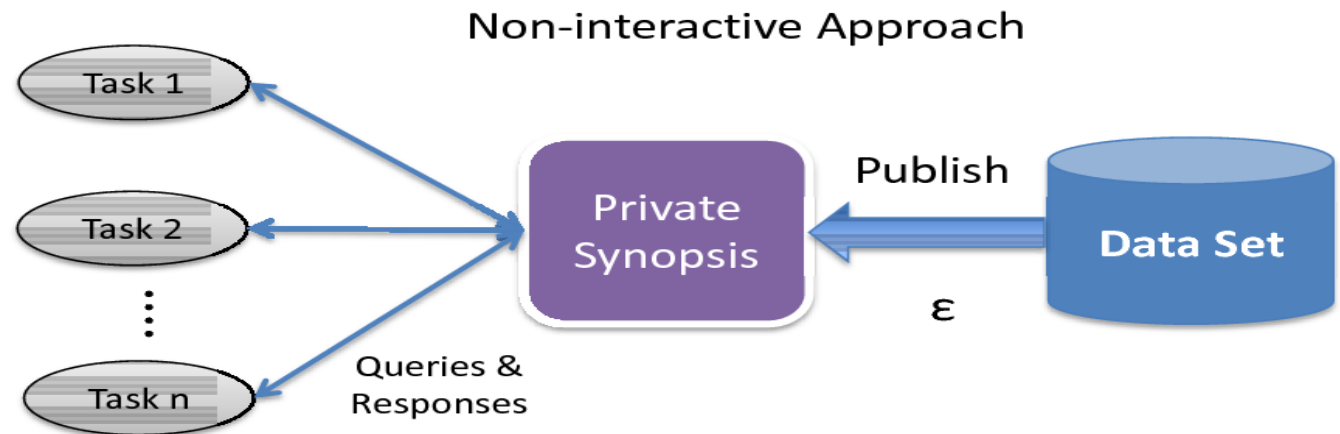 Non-interactive Approach
Task 1
Task 2
Task n
Queries &
Responses
Private
Synopsis
Publish
ε
Data Set